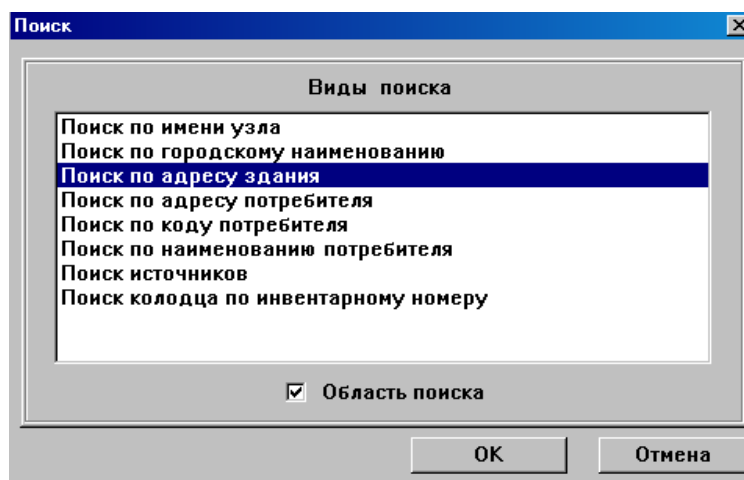 Поиск
Виды поиска
Поиск по имени узла
Поиск по городскому наименованию
Поиск по адресу здания
Поиск по адресу потребителя
Поиск по коду потребителя
Поиск по наименованию потребителя
Поиск источников
Поиск колодца по инвентарному номеру
Область поиска
OK Отмена